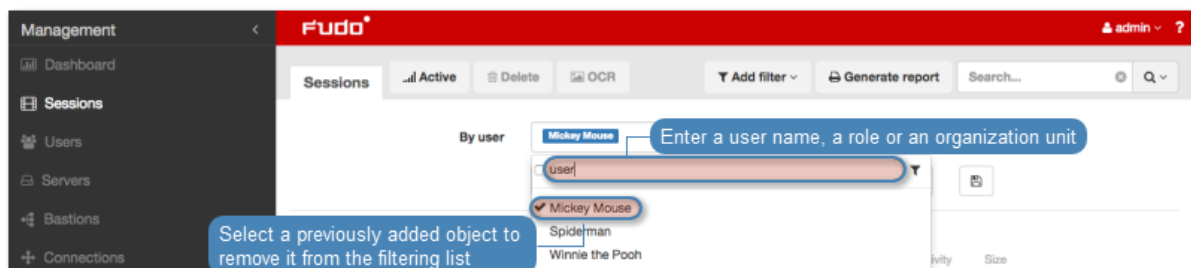 Management <
Fudo
admin ?
Dashboard
Sessions
Active
Delete
OCR
Add filter
Generate report
Search...
Sessions
By user
Mickey Mouse
Enter a user name, a role or an organization unit
Users
user
Servers
Mickey Mouse
Bastions
Select a previously added object to
remove it from the filtering list
Spiderman
Winnie the Pooh
Connections
Size